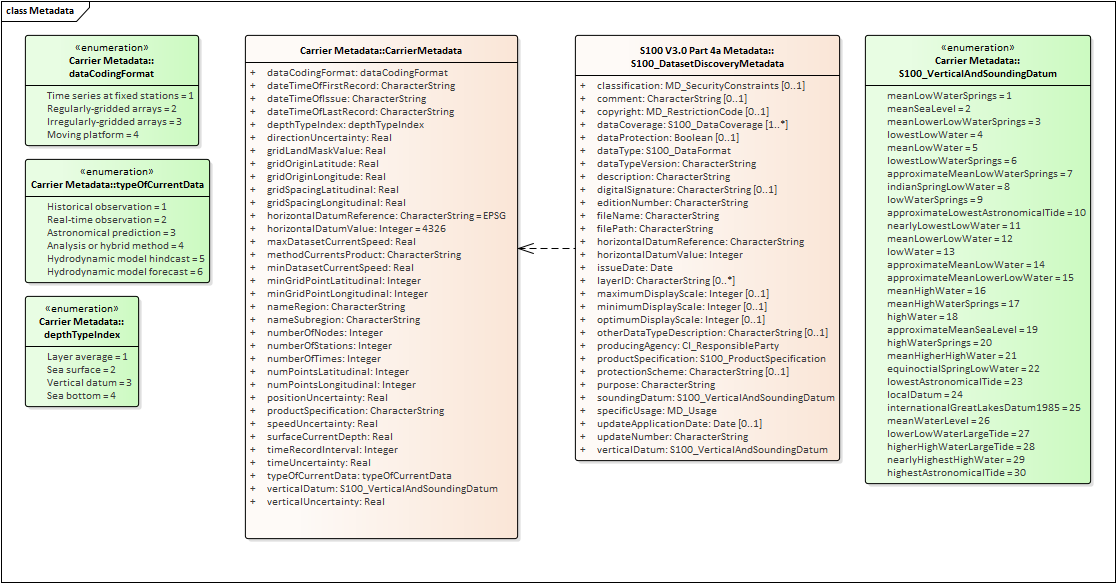 class Metadata
«enumeration»
Carrier Metadata::
dataCodingFormat
Time series at fixed stations = 1
Regularly-gridded arrays = 2
Irregularly-gridded arrays = 3
Moving platform = 4
«enumeration»
Carrier Metadata::typeOfCurrentData
Historical observation = 1
Real-time observation = 2
Astronomical prediction = 3
Analysis or hybrid method = 4
Hydrodynamic model hindcast = 5
Hydrodynamic model forecast = 6
«enumeration»
Carrier Metadata::
depthTypeIndex
Layer average = 1
Sea surface = 2
Vertical datum = 3
Sea bottom = 4
Carrier Metadata::CarrierMetadata
+ dataCodingFormat: dataCodingFormat
+ dateTimeOfFirstRecord: CharacterString
+ dateTimeOfIssue: CharacterString
+ dateTimeOfLastRecord: CharacterString
+ depthTypeIndex: depthTypeIndex
+ directionUncertainty: Real
+ gridLandMaskValue: Real
+ gridOriginLatitude: Real
+ gridOriginLongitude: Real
+ gridSpacingLatitudinal: Real
+ gridSpacingLongitudinal: Real
+ horizontalDatumReference: CharacterString = EPSG
+ horizontalDatumValue: Integer = 4326
+ maxDatasetCurrentSpeed: Real
+ methodCurrentsProduct: CharacterString
+ minDatasetCurrentSpeed: Real
+ minGridPointLatitudinal: Integer
+ minGridPointLongitudinal: Integer
+ nameRegion: CharacterString
+ nameSubregion: CharacterString
+ numberOfNodes: Integer
+ numberOfStations: Integer
+ numberOfTimes: Integer
+ numPointsLatitudinal: Integer
+ numPointsLongitudinal: Integer
+ positionUncertainty: Real
+ productSpecification: CharacterString
+ speedUncertainty: Real
+ surfaceCurrentDepth: Real
+ timeRecordInterval: Integer
+ timeUncertainty: Real
+ typeOfCurrentData: typeOfCurrentData
+ verticalDatum: S100_VerticalAndSoundingDatum
+ verticalUncertainty: Real
S100 V3.0 Part 4a Metadata::
S100_DatasetDiscoveryMetadata
+ classification: MD_SecurityConstraints [0..1]
+ comment: CharacterString [0..1]
+ copyright: MD_RestrictionCode [0..1]
+ dataCoverage: S100_DataCoverage [1..*]
+ dataProtection: Boolean [0..1]
+ dataType: S100_DataFormat
+ dataTypeVersion: CharacterString
+ description: CharacterString
+ digitalSignature: CharacterString [0..1]
+ editionNumber: CharacterString
+ fileName: CharacterString
+ filePath: CharacterString
+ horizontalDatumReference: CharacterString
+ horizontalDatumValue: Integer
+ issueDate: Date
+ layerID: CharacterString [0..*]
+ maximumDisplayScale: Integer [0..1]
+ minimumDisplayScale: Integer [0..1]
+ optimumDisplayScale: Integer [0..1]
+ otherDataTypeDescription: CharacterString [0..1]
+ producingAgency: CI_ResponsibleParty
+ productSpecification: S100_ProductSpecification
+ protectionScheme: CharacterString [0..1]
+ purpose: CharacterString
+ soundingDatum: S100_VerticalAndSoundingDatum
+ specificUsage: MD_Usage
+ updateApplicationDate: Date [0..1]
+ updateNumber: CharacterString
+ verticalDatum: S100_VerticalAndSoundingDatum
«enumeration»
Carrier Metadata::
S100_VerticalAndSoundingDatum
meanLowWaterSprings = 1
meanSeaLevel = 2
meanLowerLowWaterSprings = 3
lowestLowWater = 4
meanLowWater = 5
lowestLowWaterSprings = 6
approximateMeanLowWaterSprings = 7
indianSpringLowWater = 8
lowWaterSprings = 9
approximateLowestAstronomicalTide = 10
nearlyLowestLowWater = 11
meanLowerLowWater = 12
lowWater = 13
approximateMeanLowWater = 14
approximateMeanLowerLowWater = 15
meanHighWater = 16
meanHighWaterSprings = 17
highWater = 18
approximateMeanSeaLevel = 19
highWaterSprings = 20
meanHigherHighWater = 21
equinoctialSpringLowWater = 22
lowestAstronomicalTide = 23
localDatum = 24
internationalGreatLakesDatum1985 = 25
meanWaterLevel = 26
lowerLowWaterLargeTide = 27
higherHighWaterLargeTide = 28
nearlyHighestHighWater = 29
highestAstronomicalTide = 30